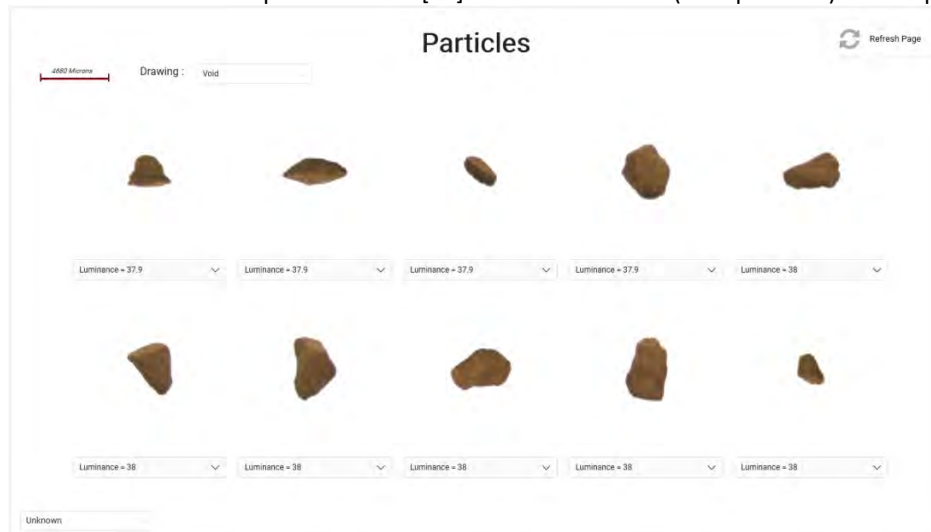 Particles
Refresh Page
4880 Microns
Drawing : Void
Luminance = 37.9 Luminance = 37.9 Luminance = 37.9 Luminance = 37.9 Luminance = 38
Luminance = 38 Luminance = 38 Luminance = 38 Luminance = 38 Luminance = 38
Unknown